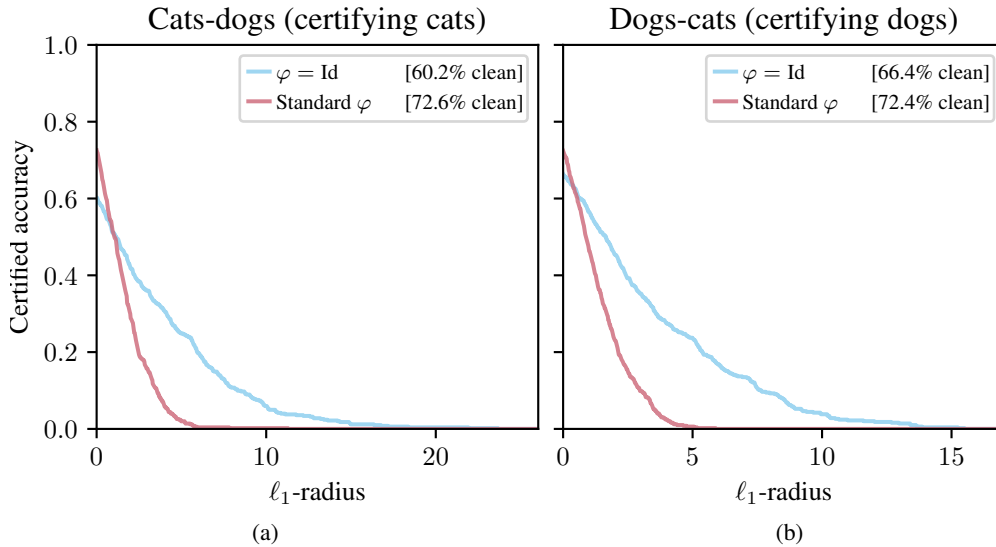 Cats-dogs (certifying cats)
Dogs-cats (certifying dogs)
Certified accuracy
1.0
0.8
0.6
0.4
0.2
0.0
φ = Id [60.2% clean]
Standard φ [72.6% clean]
0 10 20
ℓ₁-radius
(a)
φ = Id [66.4% clean]
Standard φ [72.4% clean]
0 5 10 15
ℓ₁-radius
(b)